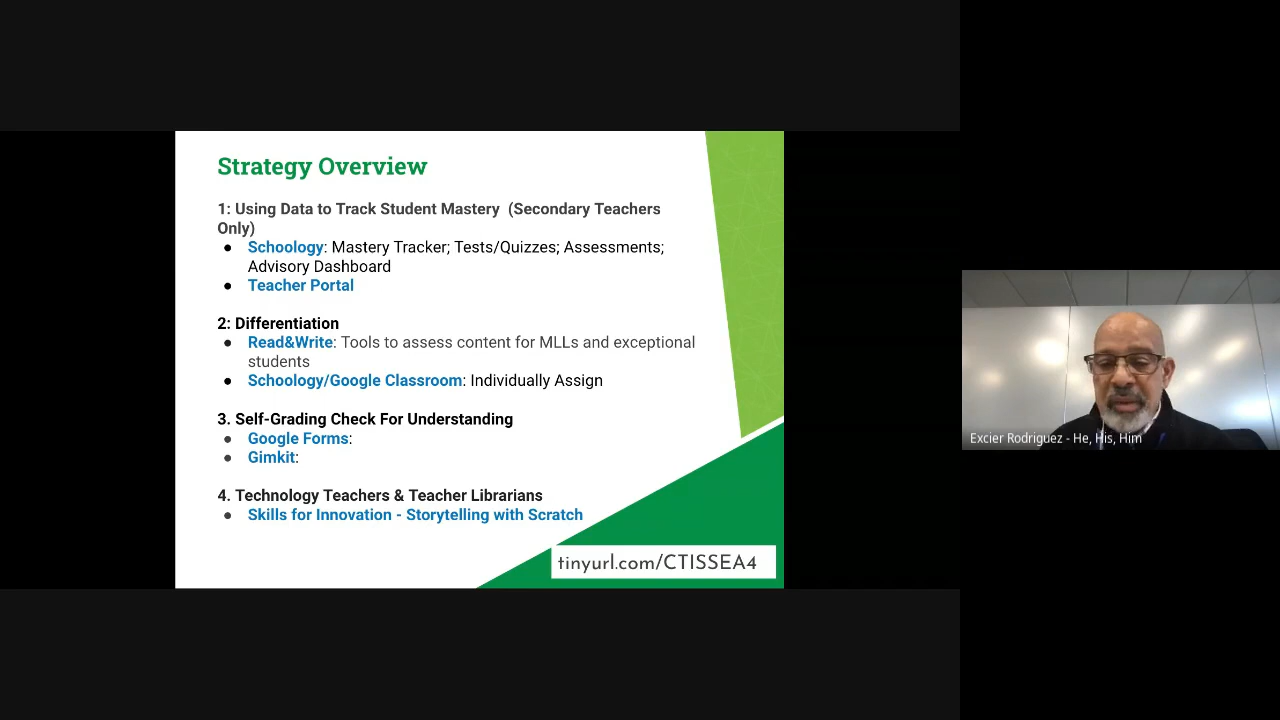 Strategy Overview
1: Using Data to Track Student Mastery  (Secondary Teachers
Only)
● Schoology: Mastery Tracker; Tests/Quizzes; Assessments;
Advisory Dashboard
● Teacher Portal
2: Differentiation
● Read&Write: Tools to assess content for MLLs and exceptional
students
● Schoology/Google Classroom: Individually Assign
3. Self-Grading Check For Understanding
● Google Forms:
● Gimkit:
4. Technology Teachers & Teacher Librarians
● Skills for Innovation - Storytelling with Scratch
tinyurl.com/CTISSEA4
Excier Rodriguez - He, His, Him